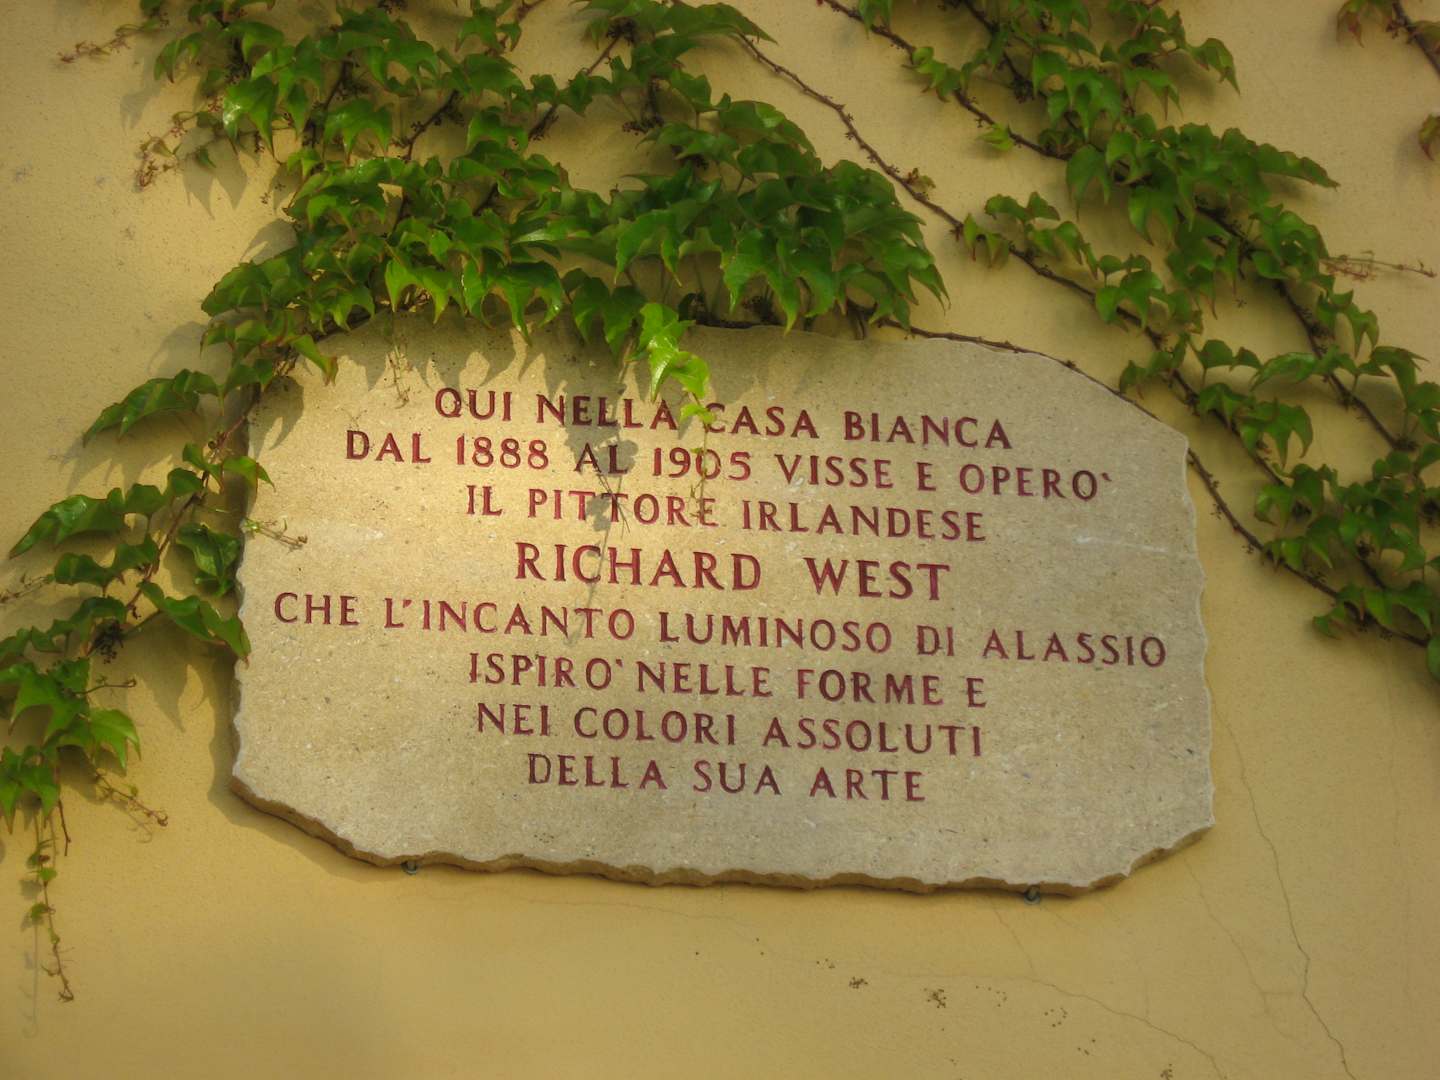 QUI NELLA CASA BIANCA
DAL 1888 AL 1905 VISSE E OPERO'
IL PITTORE IRLANDESE
RICHARD WEST
CHE L'INCANTO LUMINOSO DI ALASSIO
ISPIRO' NELLE FORME E
NEI COLORI ASSOLUTI
DELLA SUA ARTE